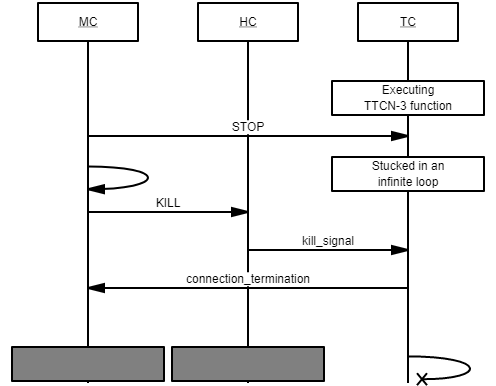 MC
HC
TC
Executing
TTCN-3 function
STOP
Stucked in an
infinite loop
KILL
kill_signal
connection_termination